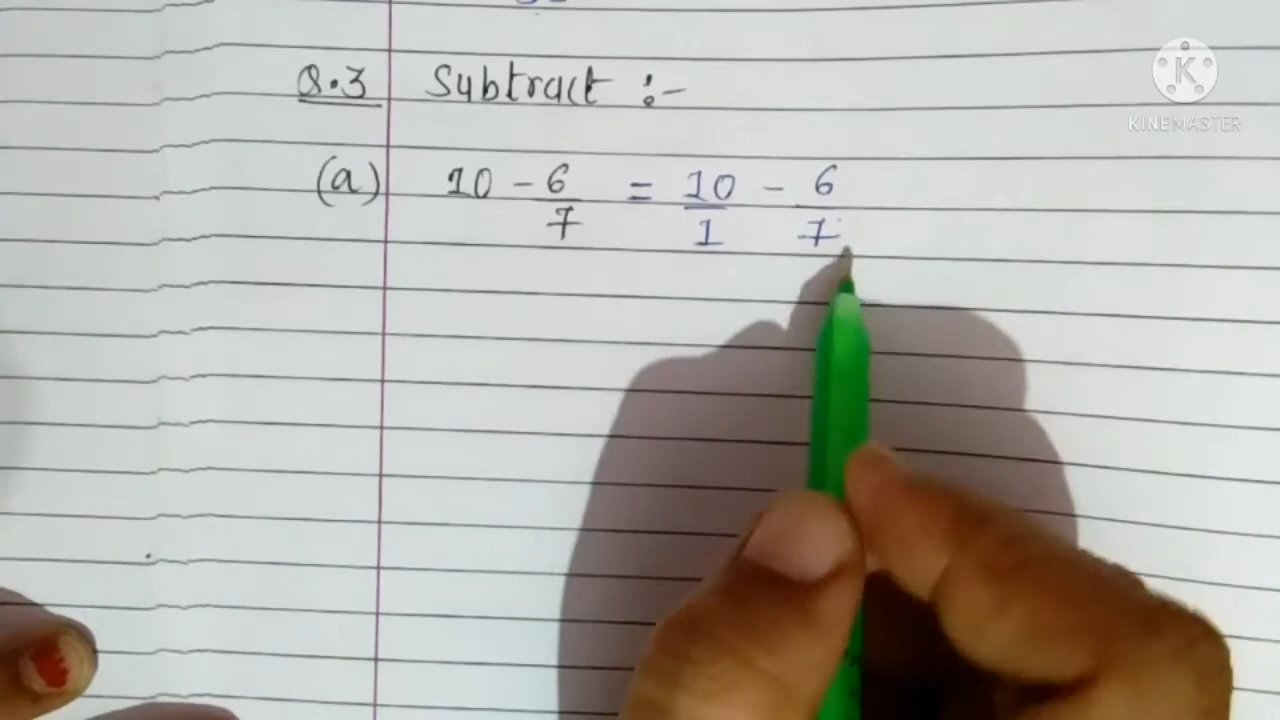 Q.3 Subtract :-
(a) 10 - 6/7 = 10/1 - 6/7
K
KINEMASTER